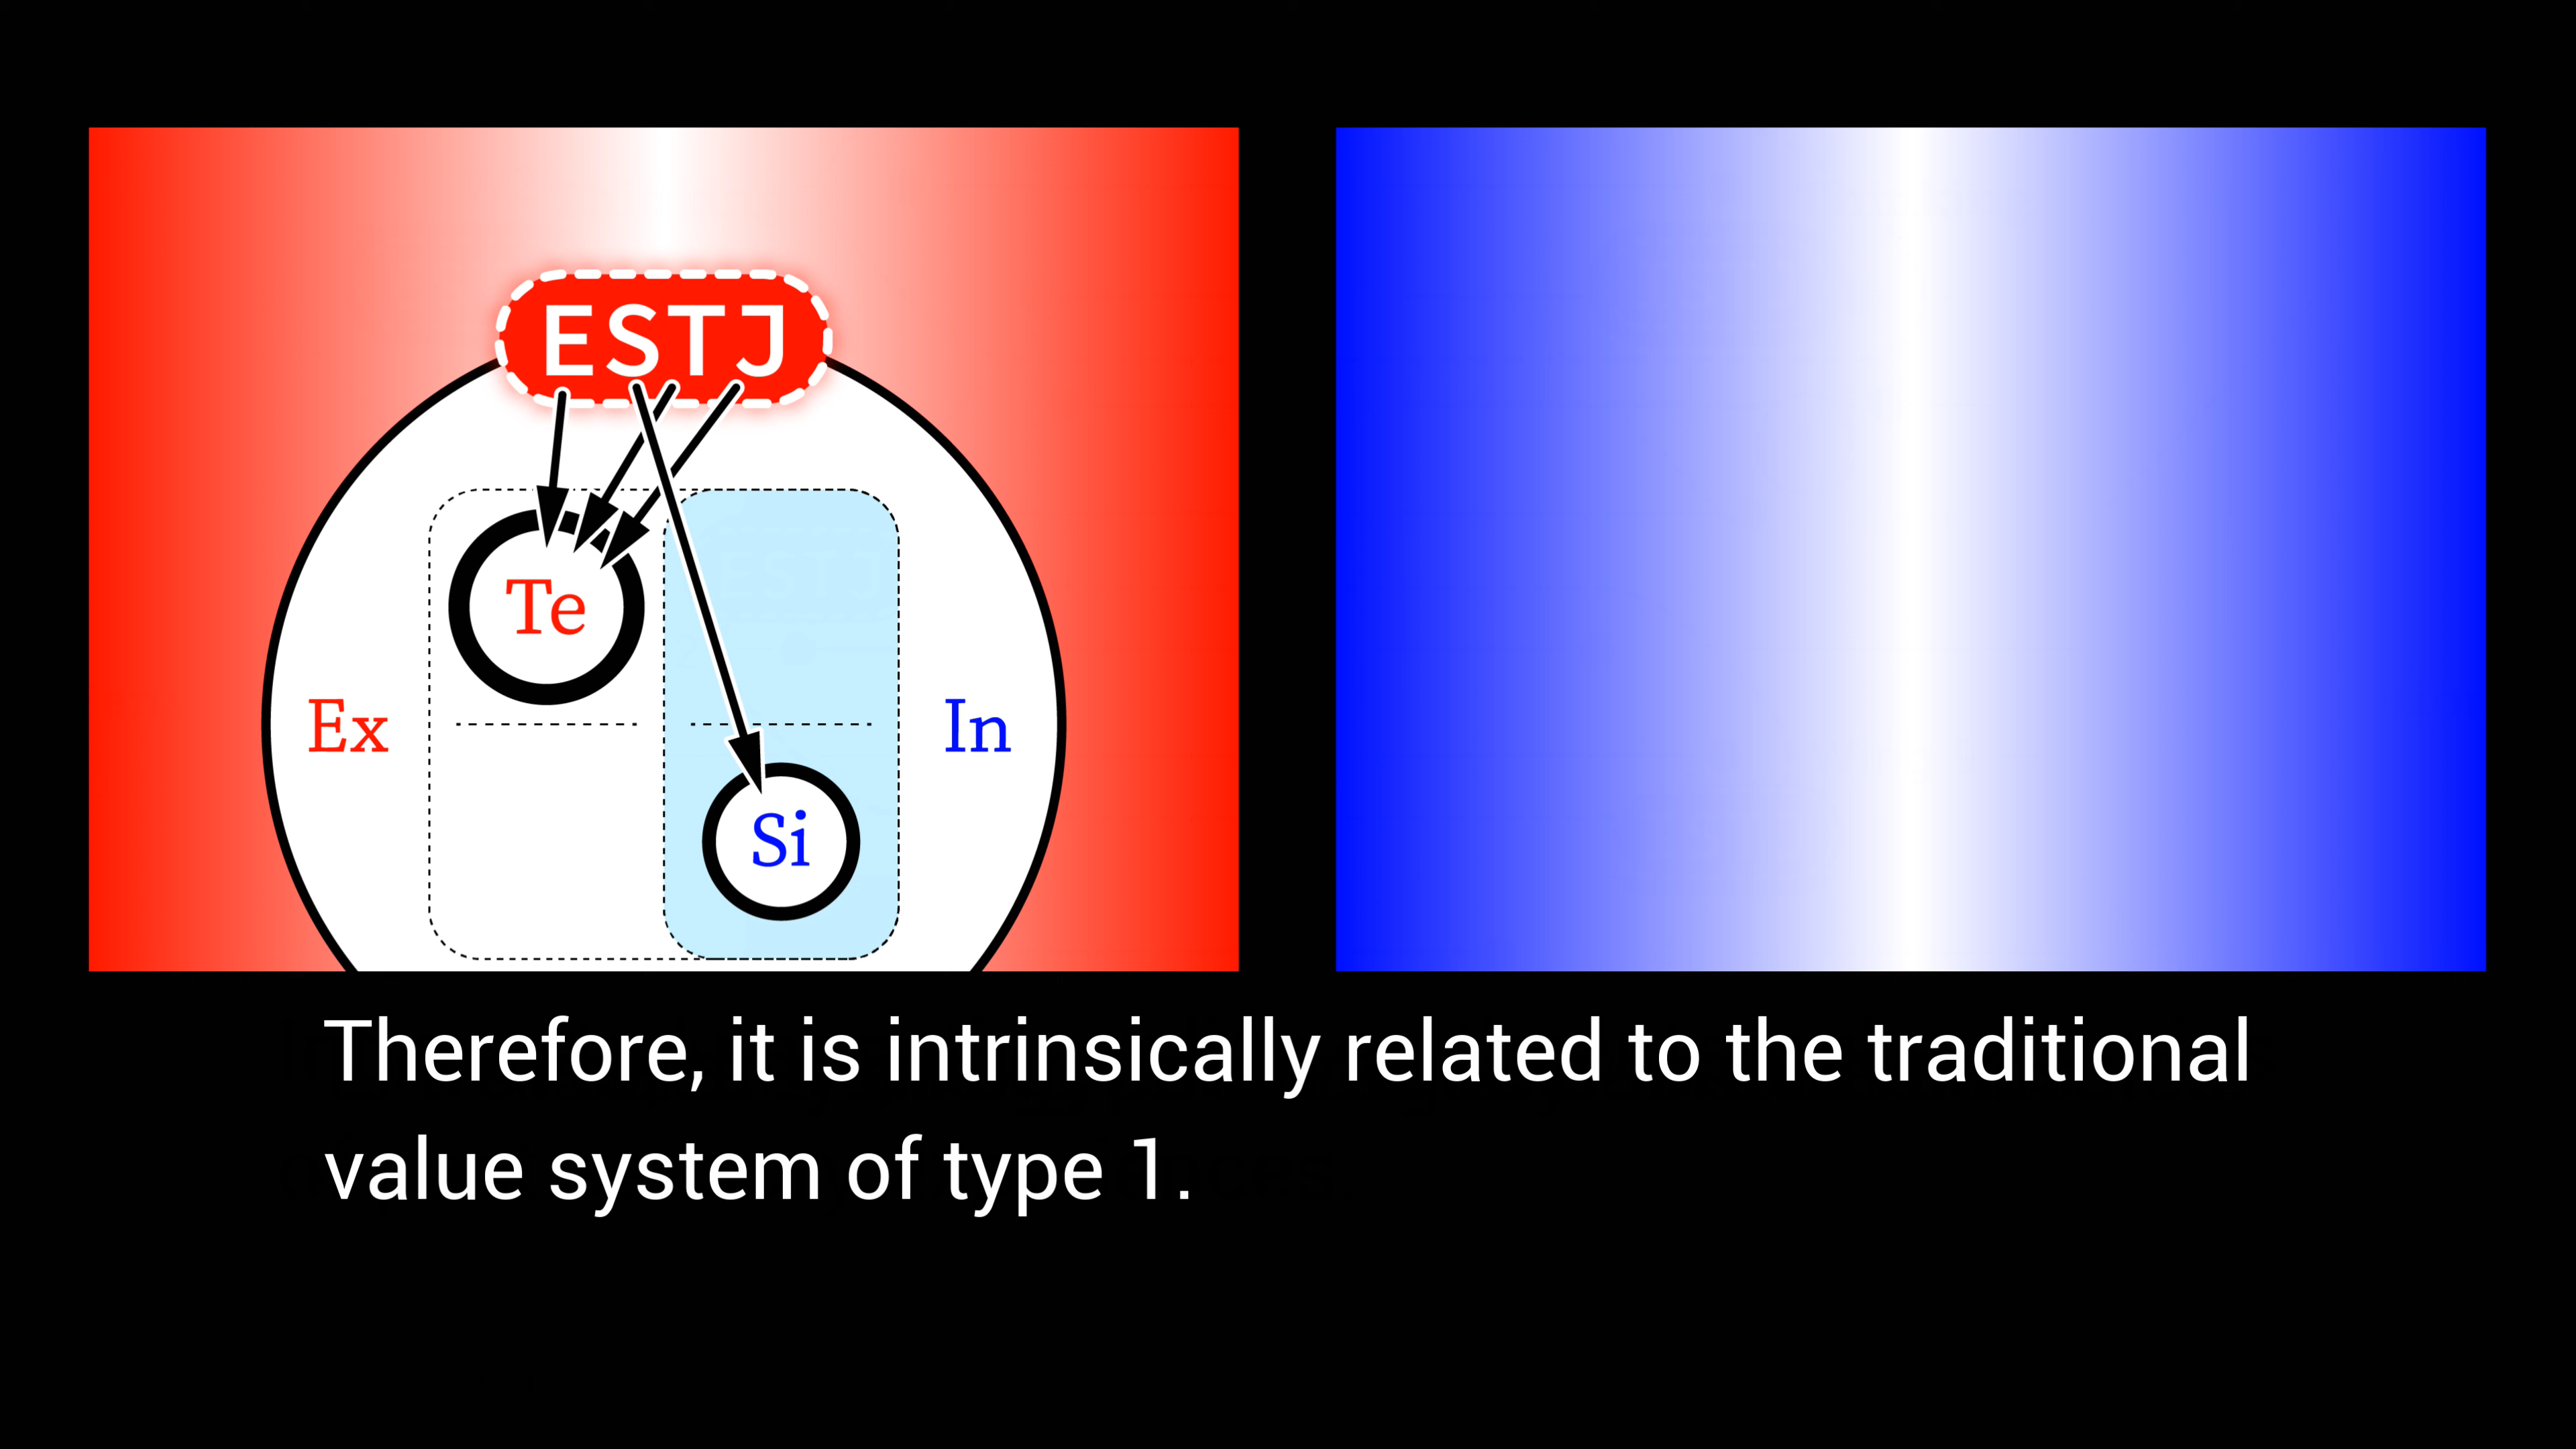 ESTJ
Te
Ex
In
Si
Therefore, it is intrinsically related to the traditional
value system of type 1.